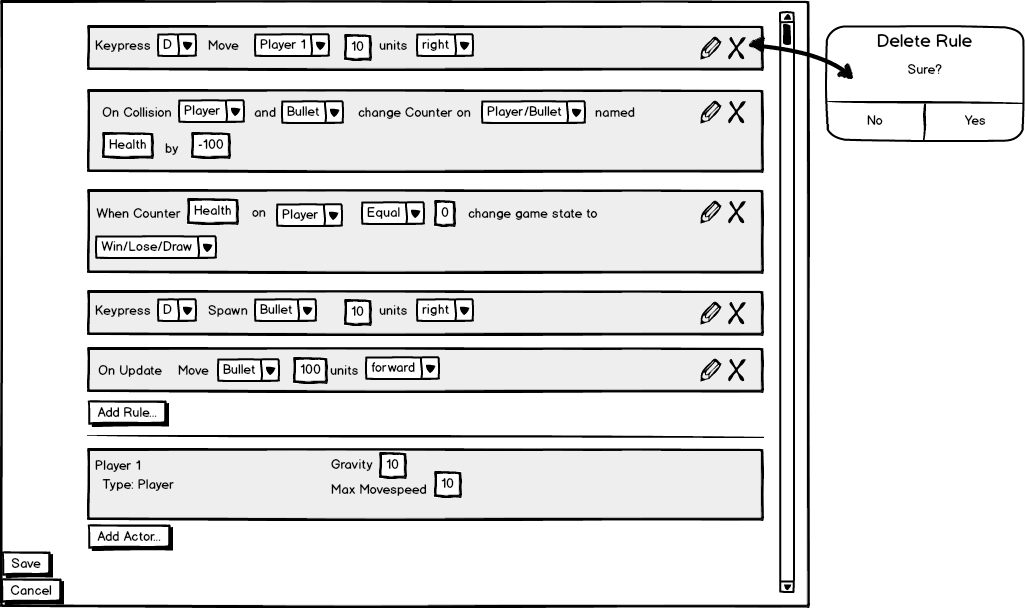 Keypress D Move Player 1 10 units right
On Collision Player and Bullet change Counter on Player/Bullet named
Health by -100
When Counter Health on Player Equal 0 change game state to
Win/Lose/Draw
Keypress D Spawn Bullet 10 units right
On Update Move Bullet 100 units forward
Add Rule...
Player 1 Gravity 10
Type: Player Max Movespeed 10
Add Actor...
Save
Cancel
Delete Rule
Sure?
No Yes